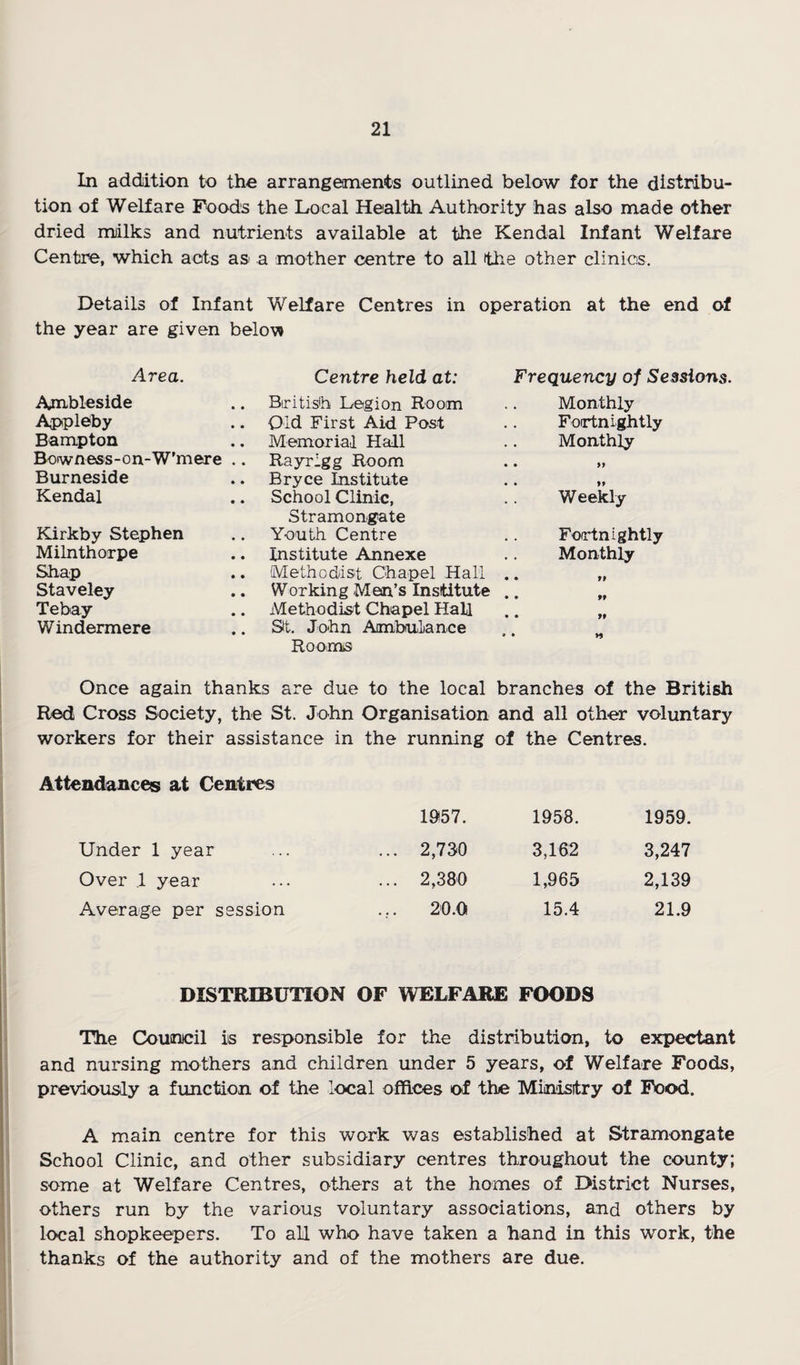 21
In addition to the arrangements outlined below for the distribu-
tion of Welfare Foods the Local Health Authority has also made other
dried milks and nutrients available at the Kendal Infant Welfare
Centre, which acts as a mother centre to all the other clinics.
Details of Infant Welfare Centres in operation at the end of
the year are given below
Area. Centre held at: Frequency of Sessions.
Ambleside .. British Legion Room .. Monthly
Appleby .. Old First Aid Post .. Fortnightly
Bampton .. Memorial Hall .. Monthly
Bowness-on-W'mere .. Rayrigg Room .. „
Burneside .. Bryce Institute .. „
Kendal .. School Clinic, .. Weekly
Stramongate
Kirkby Stephen .. Youth Centre .. Fortnightly
Milnthorpe .. Institute Annexe .. Monthly
Shap .. Methodist Chapel Hall .. „
Staveley .. Working Men's Institute .. „
Tebay .. Methodist Chapel Hall .. „
Windermere .. St. John Ambulance .. „
Rooms
Once again thanks are due to the local branches of the British
Red Cross Society, the St. John Organisation and all other voluntary
workers for their assistance in the running of the Centres.
Attendances at Centres
1957. 1958. 1959.
Under 1 year ... ... 2,730 3,162 3,247
Over 1 year ... ... 2,380 1,965 2,139
Average per session ... 20.0 15.4 21.9
DISTRIBUTION OF WELFARE FOODS
The Council is responsible for the distribution, to expectant
and nursing mothers and children under 5 years, of Welfare Foods,
previously a function of the local offices of the Ministry of Food.
A main centre for this work was established at Stramongate
School Clinic, and other subsidiary centres throughout the county;
some at Welfare Centres, others at the homes of District Nurses,
others run by the various voluntary associations, and others by
local shopkeepers. To all who have taken a hand in this work, the
thanks of the authority and of the mothers are due.